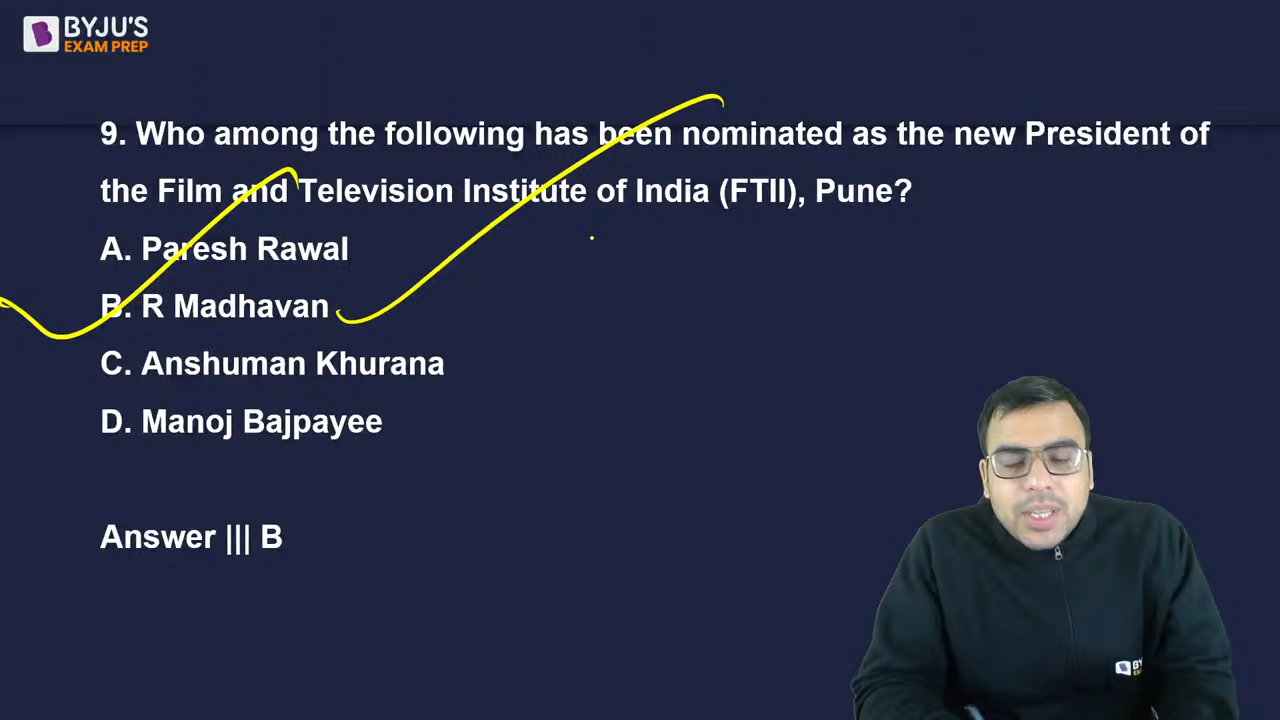 BYJU'S
EXAM PREP
9. Who among the following has been nominated as the new President of
the Film and Television Institute of India (FTII), Pune?
A. Paresh Rawal
B. R Madhavan
C. Anshuman Khurana
D. Manoj Bajpayee
Answer ||| B